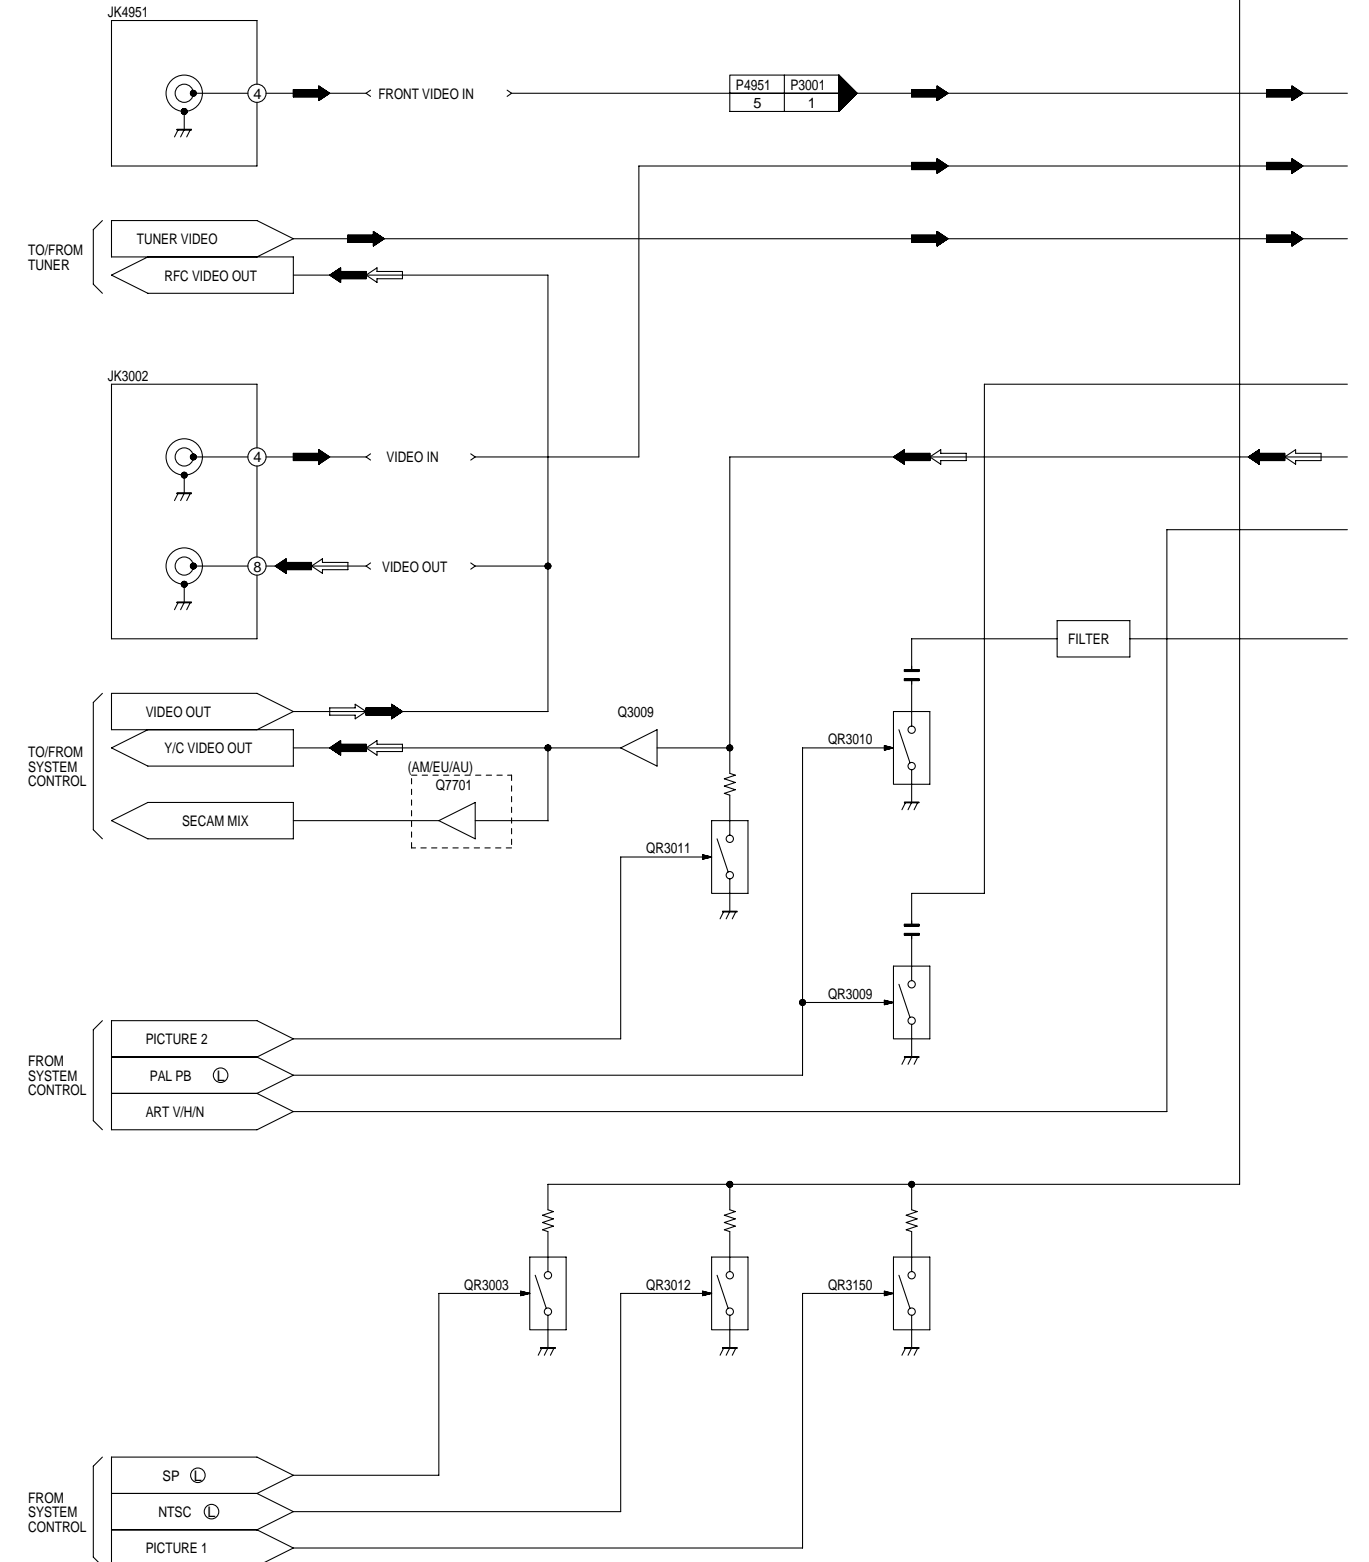 JK4951
4
FRONT VIDEO IN
P4951 P3001
5 1
TO/FROM
TUNER
TUNER VIDEO
RFC VIDEO OUT
JK3002
4
VIDEO IN
8
VIDEO OUT
FILTER
TO/FROM
SYSTEM
CONTROL
VIDEO OUT
Y/C VIDEO OUT
SECAM MIX
(AM/EU/AU)
Q7701
Q3009
QR3010
QR3011
QR3009
FROM
SYSTEM
CONTROL
PICTURE 2
PAL PB Ⓛ
ART V/H/N
QR3003
QR3012
QR3150
FROM
SYSTEM
CONTROL
SP Ⓛ
NTSC Ⓛ
PICTURE 1